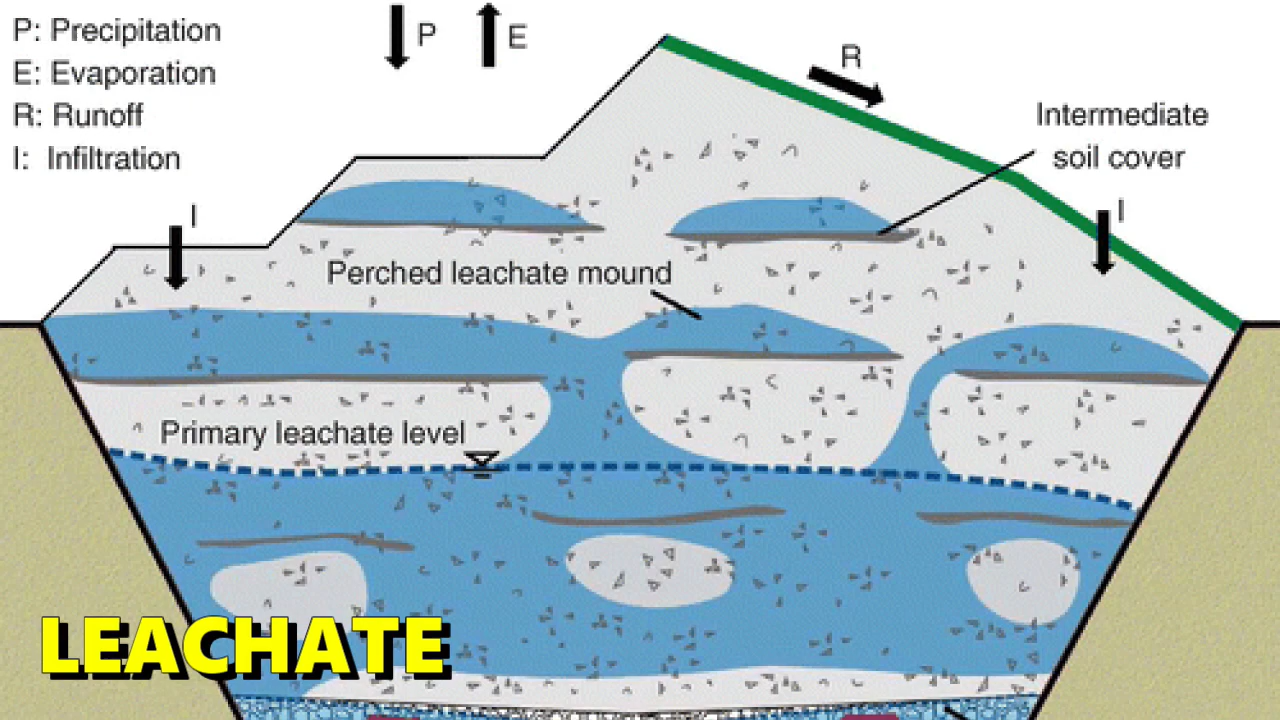 P: Precipitation
E: Evaporation
R: Runoff
I: Infiltration
P
E
R
Intermediate
soil cover
I
I
Perched leachate mound
Primary leachate level
LEACHATE